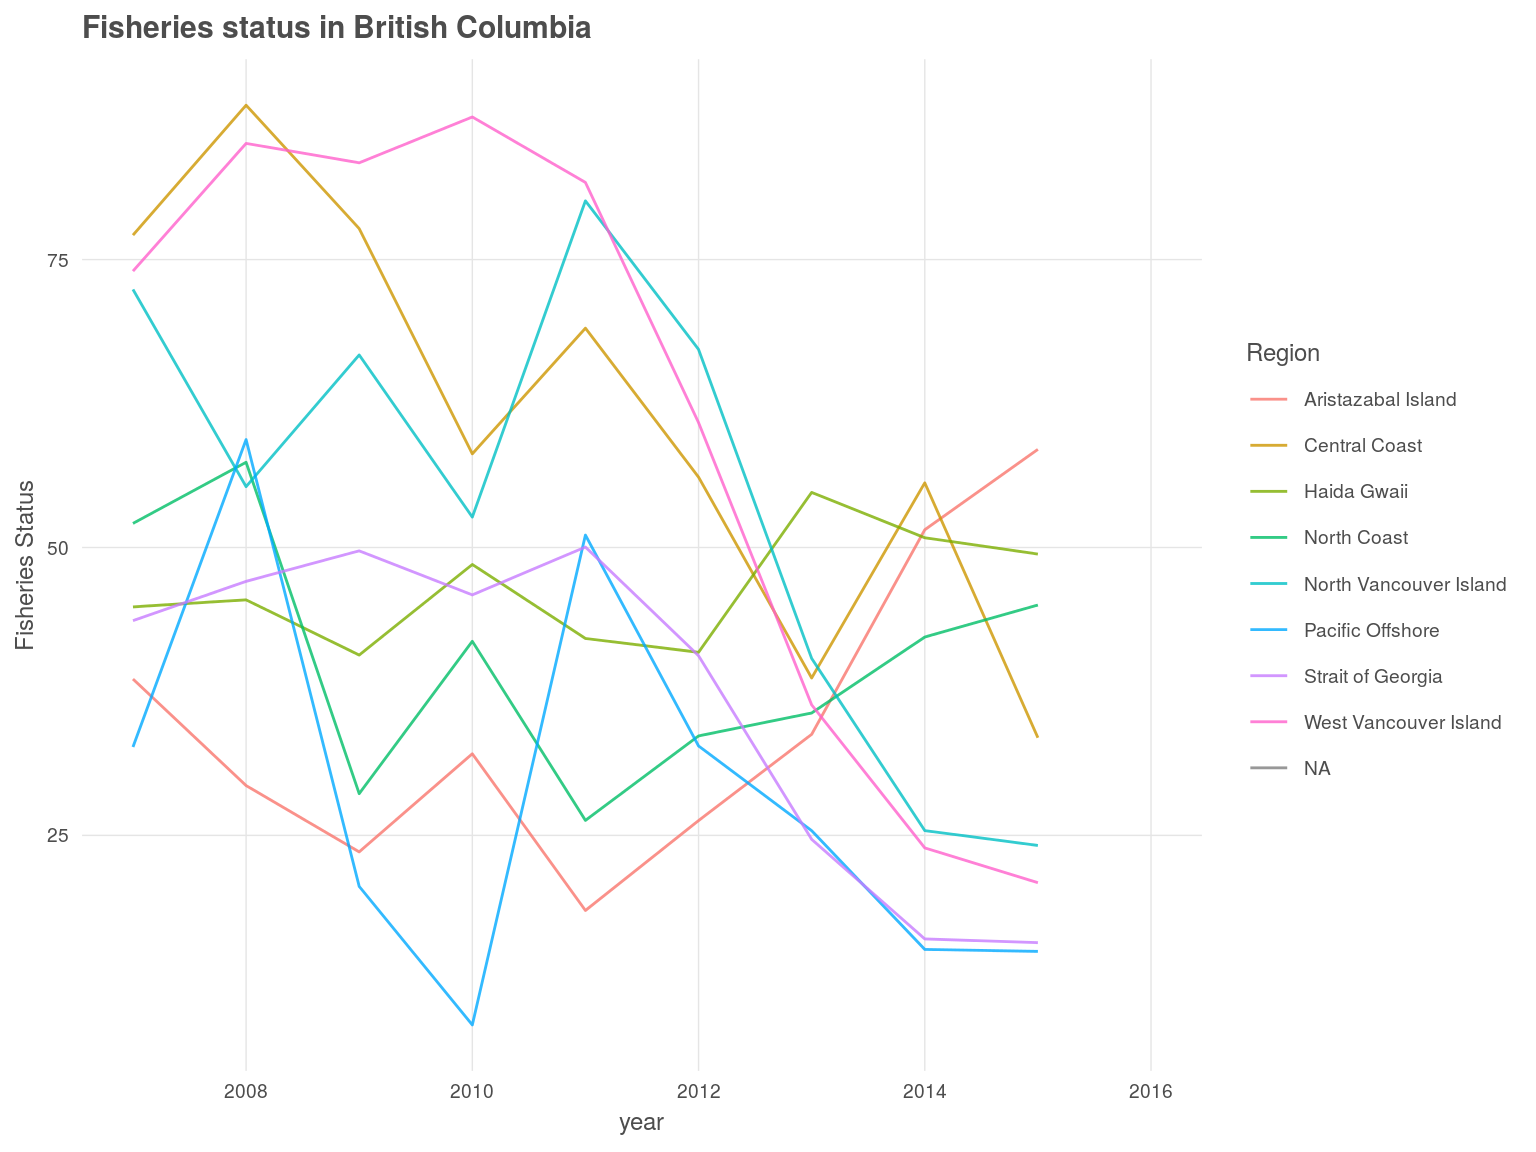 Fisheries status in British Columbia
Fisheries Status
75
50
25
2008 2010 2012 2014 2016
year
Region
Aristazabal Island
Central Coast
Haida Gwaii
North Coast
North Vancouver Island
Pacific Offshore
Strait of Georgia
West Vancouver Island
NA